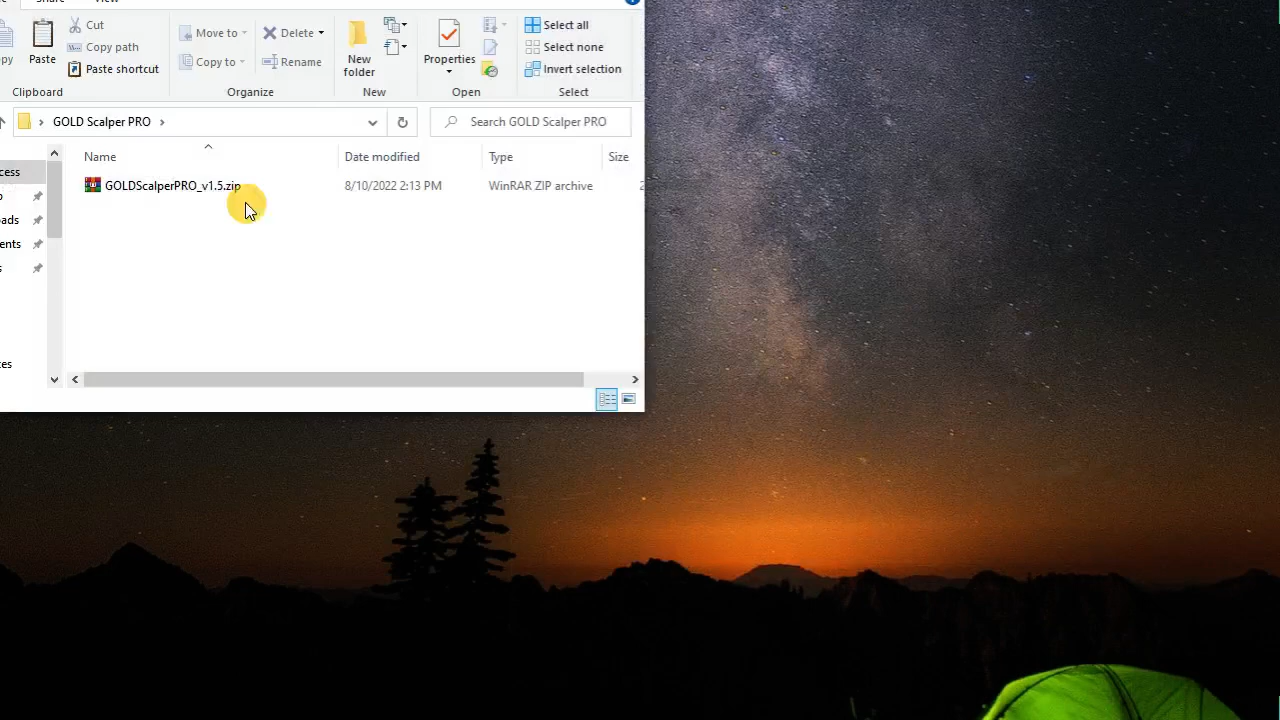 Share View
Cut
Copy path
Paste shortcut
Paste
Move to
Copy to
Delete
Rename
New folder
Properties
Select all
Select none
Invert selection
Clipboard Organize New Open Select
GOLD Scalper PRO
Search GOLD Scalper PRO
Name Date modified Type Size
GOLDScalperPRO_v1.5.zip 8/10/2022 2:13 PM WinRAR ZIP archive